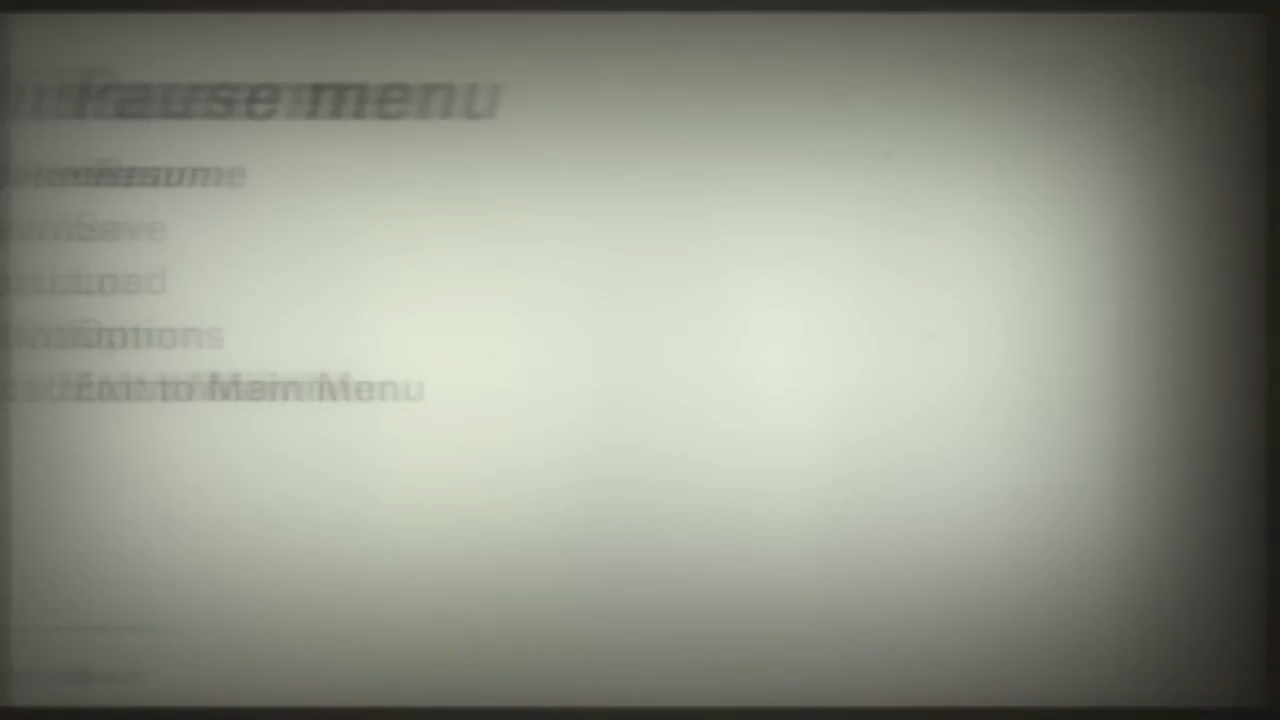 Pause menu
Resume
Save
Load
Options
Exit to Main Menu